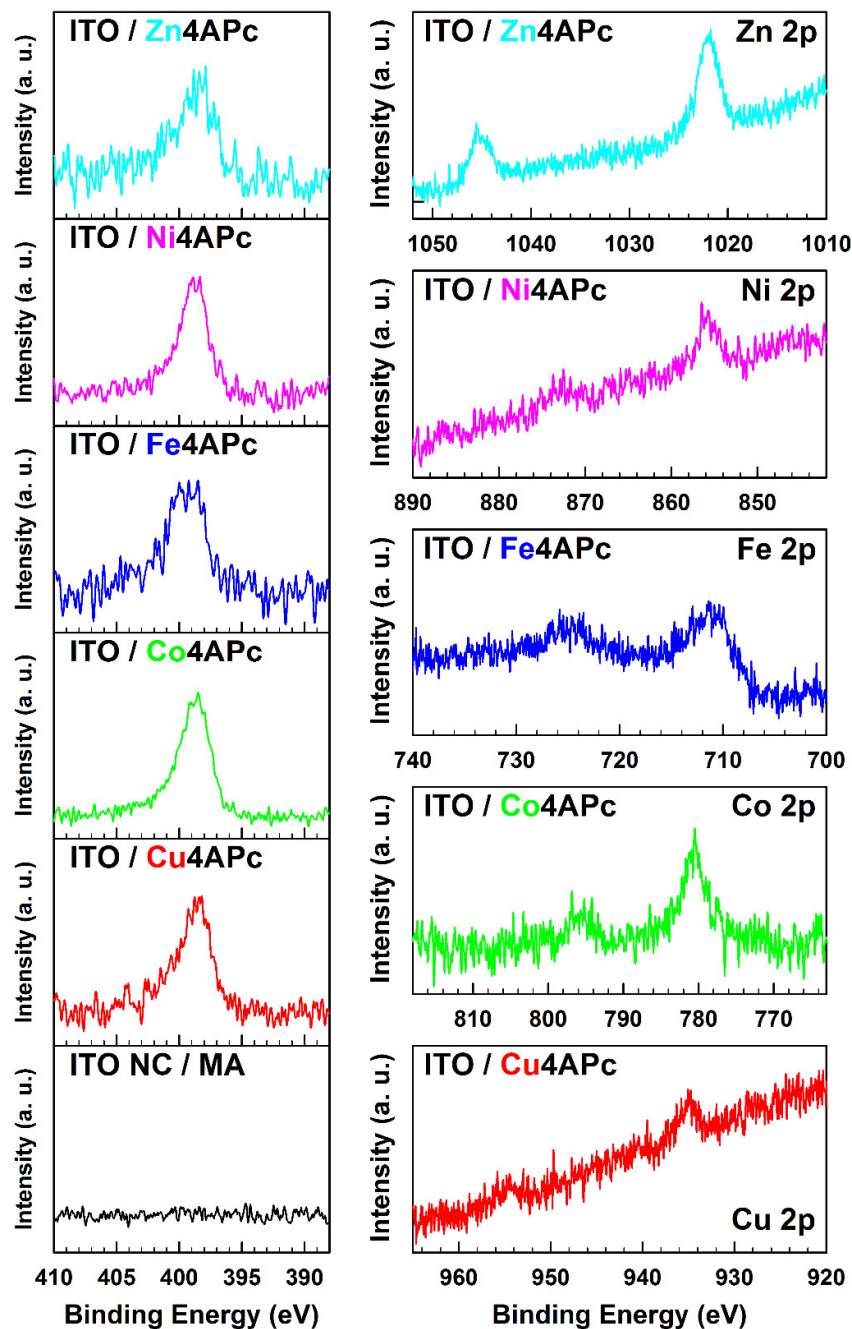 ITO / Zn4APc
Intensity (a. u.)
ITO / Ni4APc
Intensity (a. u.)
ITO / Fe4APc
Intensity (a. u.)
ITO / Co4APc
Intensity (a. u.)
ITO / Cu4APc
Intensity (a. u.)
ITO NC / MA
Intensity (a. u.)
410 405 400 395 390
Binding Energy (eV)
ITO / Zn4APc Zn 2p
Intensity (a. u.)
1050 1040 1030 1020 1010
ITO / Ni4APc Ni 2p
Intensity (a. u.)
890 880 870 860 850
ITO / Fe4APc Fe 2p
Intensity (a. u.)
740 730 720 710 700
ITO / Co4APc Co 2p
Intensity (a. u.)
810 800 790 780 770
ITO / Cu4APc
Intensity (a. u.)
Cu 2p
960 950 940 930 920
Binding Energy (eV)